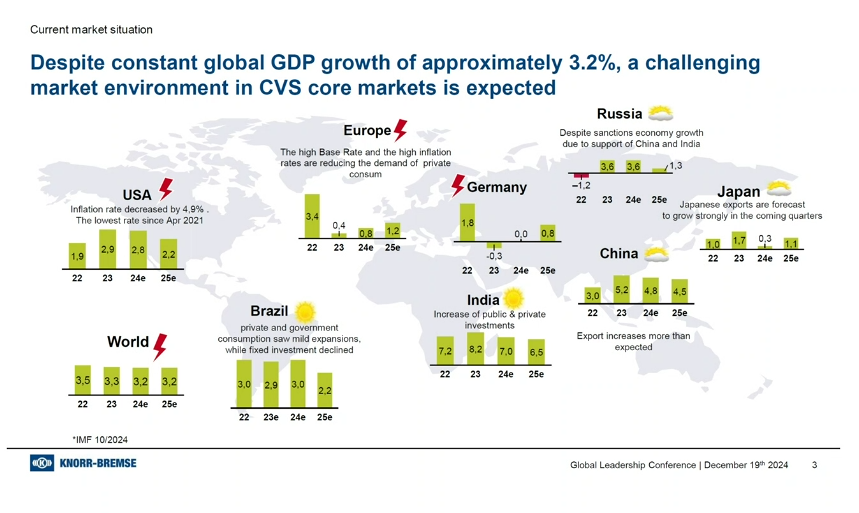 Current market situation
Despite constant global GDP growth of approximately 3.2%, a challenging
market environment in CVS core markets is expected
Russia
Despite sanctions economy growth
due to support of China and India
3,6 3,6 1,3
–1,2
22 23 24e 25e
Europe
The high Base Rate and the high inflation
rates are reducing the demand of private
consum
3,4 0,4 0,8 1,2
22 23 24e 25e
Germany
1,8 -0,3 0,0 0,8
22 23 24e 25e
Japan
Japanese exports are forecast
to grow strongly in the coming quarters
1,0 1,7 0,3 1,1
22 23 24e 25e
USA
Inflation rate decreased by 4,9% .
The lowest rate since Apr 2021
1,9 2,9 2,8 2,2
22 23 24e 25e
China
3,0 5,2 4,8 4,5
22 23 24e 25e
Export increases more than
expected
India
Increase of public & private
investments
7,2 8,2 7,0 6,5
22 23 24e 25e
Brazil
private and government
consumption saw mild expansions,
while fixed investment declined
3,0 2,9 3,0 2,2
22 23e 24e 25e
World
3,5 3,3 3,2 3,2
22 23 24e 25e
*IMF 10/2024
KNORR-BREMSE
Global Leadership Conference | December 19th 2024 3